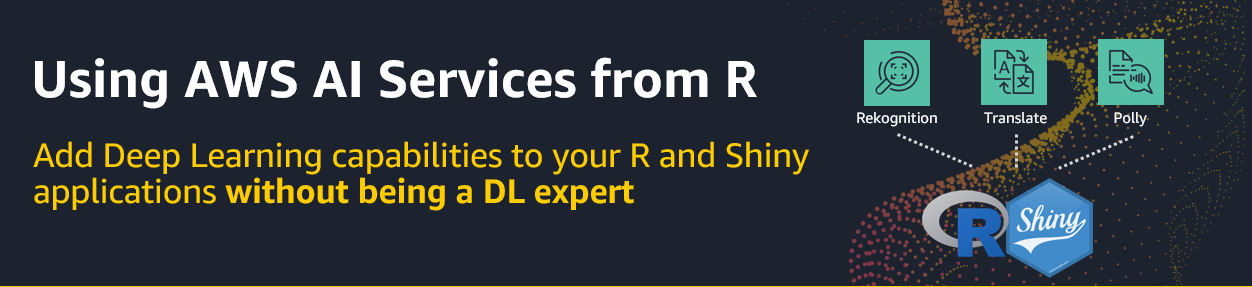 Using AWS AI Services from R
Add Deep Learning capabilities to your R and Shiny
applications without being a DL expert
Rekognition
Translate
Polly
A
文
R
Shiny